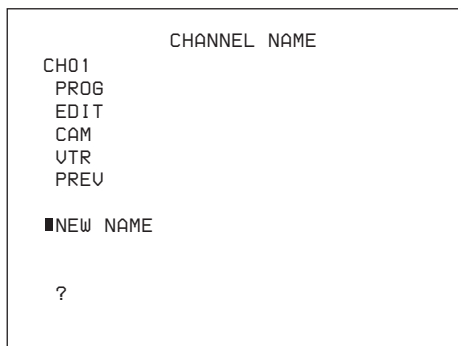 CHANNEL NAME
CH01
PROG
EDIT
CAM
VTR
PREV
NEW NAME
?